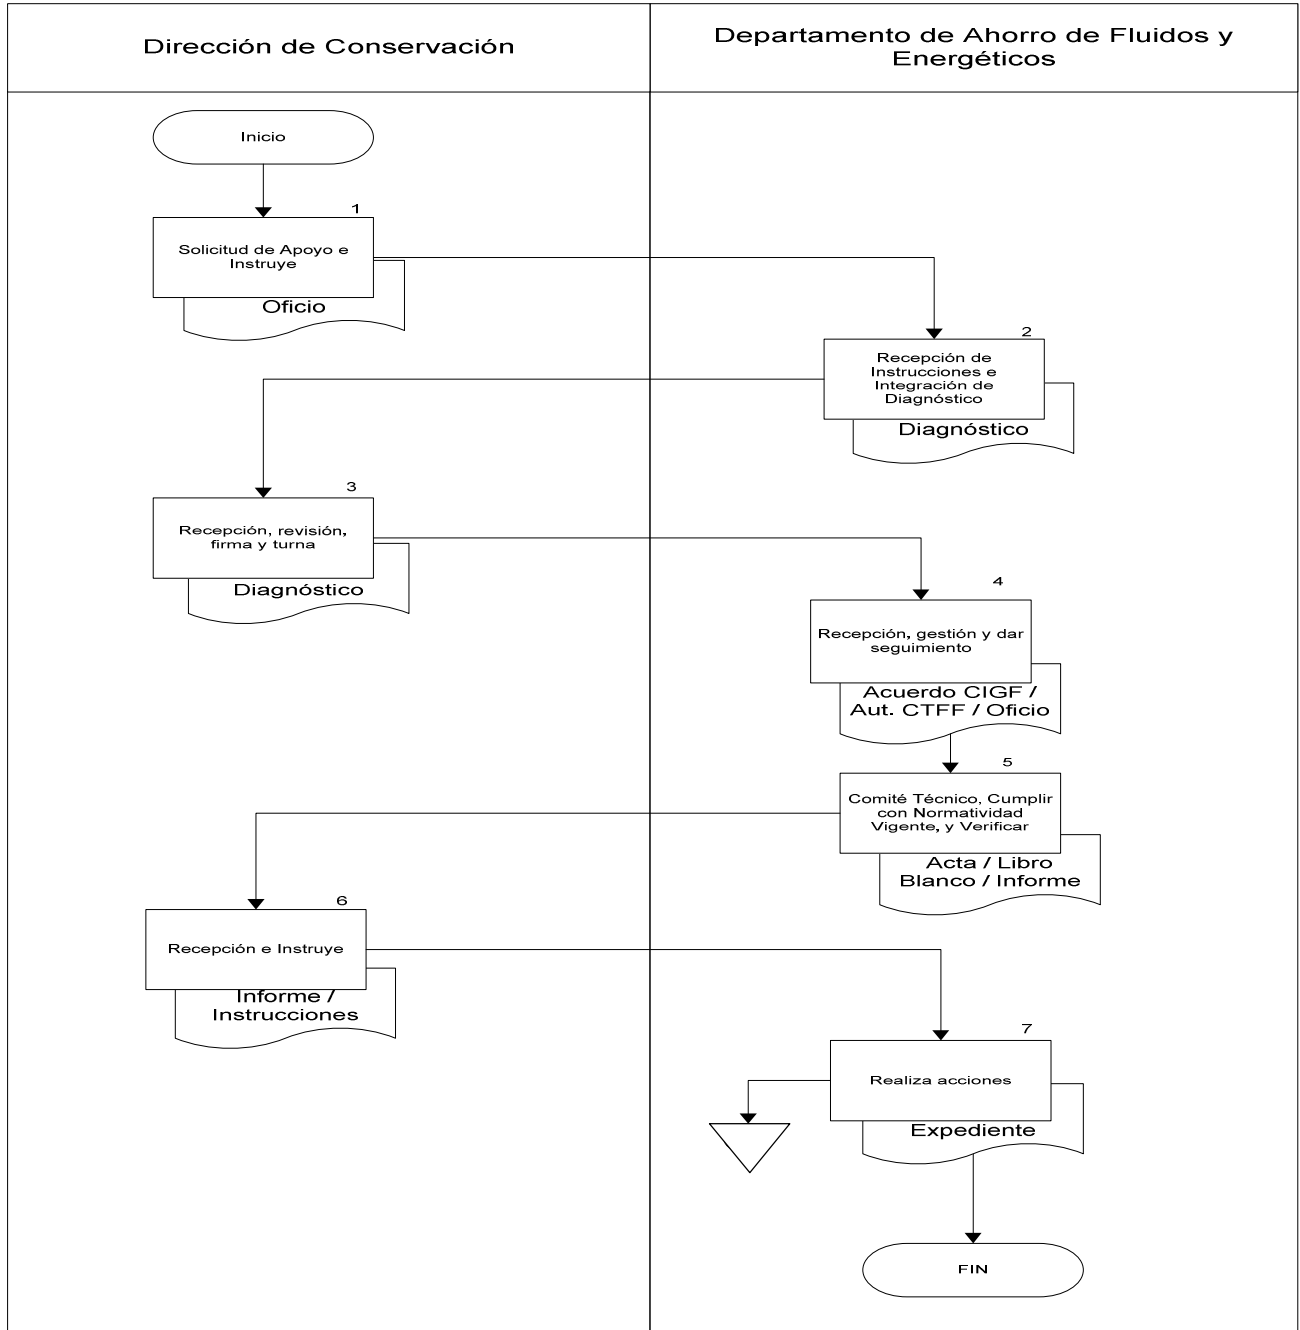 Dirección de Conservación
Departamento de Ahorro de Fluidos y
Energéticos
Inicio
1
Solicitud de Apoyo e
Instruye
Oficio
2
Recepción de
Instrucciones e
Integración de
Diagnóstico
Diagnóstico
3
Recepción, revisión,
firma y turna
Diagnóstico
4
Recepción, gestión y dar
seguimiento
Acuerdo CIGF /
Aut. CTFF / Oficio
5
Comité Técnico, Cumplir
con Normatividad
Vigente, y Verificar
Acta / Libro
Blanco / Informe
6
Recepción e Instruye
Informe /
Instrucciones
7
Realiza acciones
Expediente
FIN